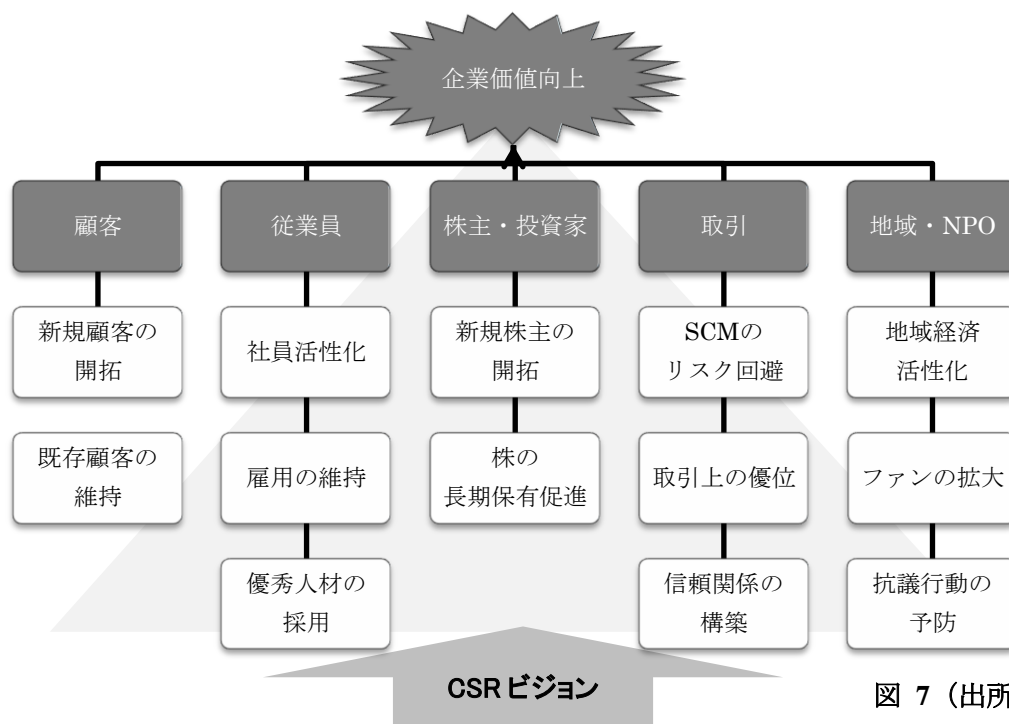 企業価値向上
顧客
従業員
株主・投資家
取引
地域・NPO
新規顧客の
開拓
社員活性化
新規株主の
開拓
SCMの
リスク回避
地域経済
活性化
既存顧客の
維持
雇用の維持
株の
長期保有促進
取引上の優位
ファンの拡大
優秀人材の
採用
信頼関係の
構築
抗議行動の
予防
CSRビジョン
図 7（出所